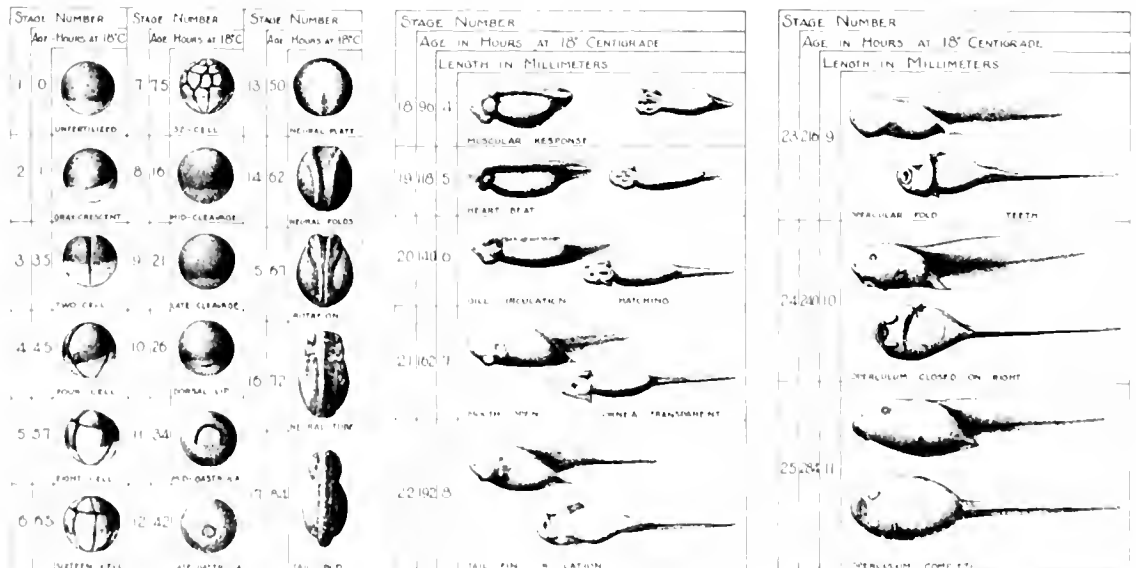 STAGE NUMBER
AGE-HOURS AT 18°C
1 0
UNFERTILIZED
2 1
GRAY CRESCENT
3 3.5
TWO CELL
4 4.5
FOUR CELL
5 5.7
EIGHT CELL
6 6.5
SIXTEEN CELL
STAGE NUMBER
AGE HOURS AT 18°C
7 7.5
32-CELL
8 16
MID-CLEAVAGE
9 21
LATE CLEAVAGE
10 26
DORSAL LIP
11 34
MID-GASTRULA
12 42
LATE GASTRULA
STAGE NUMBER
AGE HOURS AT 18°C
13 50
NEURAL PLATE
14 62
NEURAL FOLDS
15 67
ROTATION
16 72
NEURAL TUBE
17 84
TAIL BUD
STAGE NUMBER
AGE IN HOURS AT 18° CENTIGRADE
LENGTH IN MILLIMETERS
18 96 4
MUSCULAR RESPONSE
19 118 5
HEART BEAT
20 140 6
GILL CIRCULATION HATCHING
21 162 7
MOUTH OPEN CORNEA TRANSPARENT
22 192 8
TAIL FIN CIRCULATION
STAGE NUMBER
AGE IN HOURS AT 18° CENTIGRADE
LENGTH IN MILLIMETERS
23 216 9
OPERCULAR FOLD TEETH
24 240 10
OPERCULUM CLOSED ON RIGHT
25 284 11
OPERCULUM COMPLETE